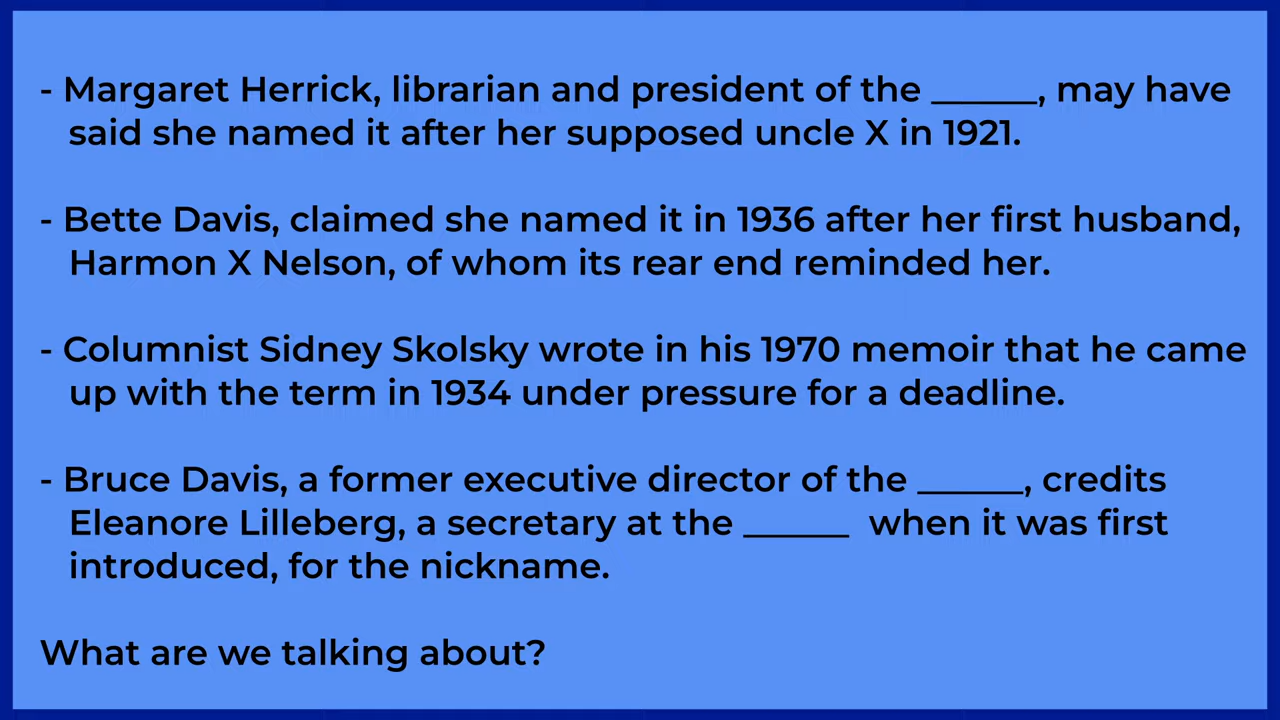 - Margaret Herrick, librarian and president of the ______, may have
said she named it after her supposed uncle X in 1921.
- Bette Davis, claimed she named it in 1936 after her first husband,
Harmon X Nelson, of whom its rear end reminded her.
- Columnist Sidney Skolsky wrote in his 1970 memoir that he came
up with the term in 1934 under pressure for a deadline.
- Bruce Davis, a former executive director of the ______, credits
Eleanore Lilleberg, a secretary at the ______ when it was first
introduced, for the nickname.
What are we talking about?